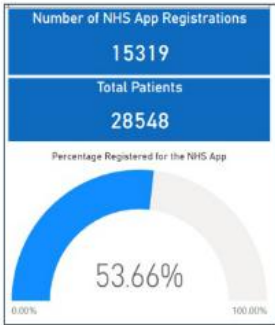 Number of NHS App Registrations
15319
Total Patients
28548
Percentage Registered for the NHS App
53.66%
0.00% 100.00%